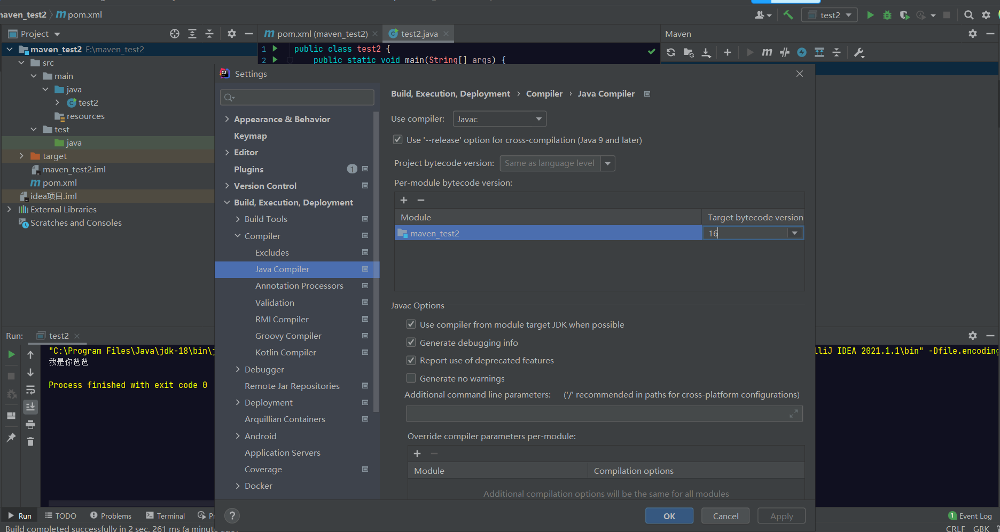 maven_test2 pom.xml
test2
Project
pom.xml (maven_test2)
test2.java
Maven
maven_test2 E:\maven_test2
src
main
java
test2
resources
test
java
target
maven_test2.iml
pom.xml
idea项目.iml
External Libraries
Scratches and Consoles
1 public class test2 {
2 public static void main(String[] args) {
Settings
Appearance & Behavior
Keymap
Editor
Plugins 1
Version Control
Build, Execution, Deployment
Build Tools
Compiler
Excludes
Java Compiler
Annotation Processors
Validation
RMI Compiler
Groovy Compiler
Kotlin Compiler
Debugger
Remote Jar Repositories
Deployment
Arquillian Containers
Android
Application Servers
Coverage
Docker
Build, Execution, Deployment › Compiler › Java Compiler
Use compiler: Javac
Use '--release' option for cross-compilation (Java 9 and later)
Project bytecode version: Same as language level
Per-module bytecode version:
Module Target bytecode version
maven_test2 16
Javac Options
Use compiler from module target JDK when possible
Generate debugging info
Report use of deprecated features
Generate no warnings
Additional command line parameters: ('/' recommended in paths for cross-platform configurations)
Override compiler parameters per-module:
Module Compilation options
Additional compilation options will be the same for all modules
? OK Cancel Apply
Run: test2
"C:\Program Files\Java\jdk-18\bin\j
lliJ IDEA 2021.1.1\bin" -Dfile.encoding
我是你爸爸
Process finished with exit code 0
Run TODO Problems Terminal Pr
1 Event Log
Build completed successfully in 2 sec, 261 ms (a minute
CRLF GBK